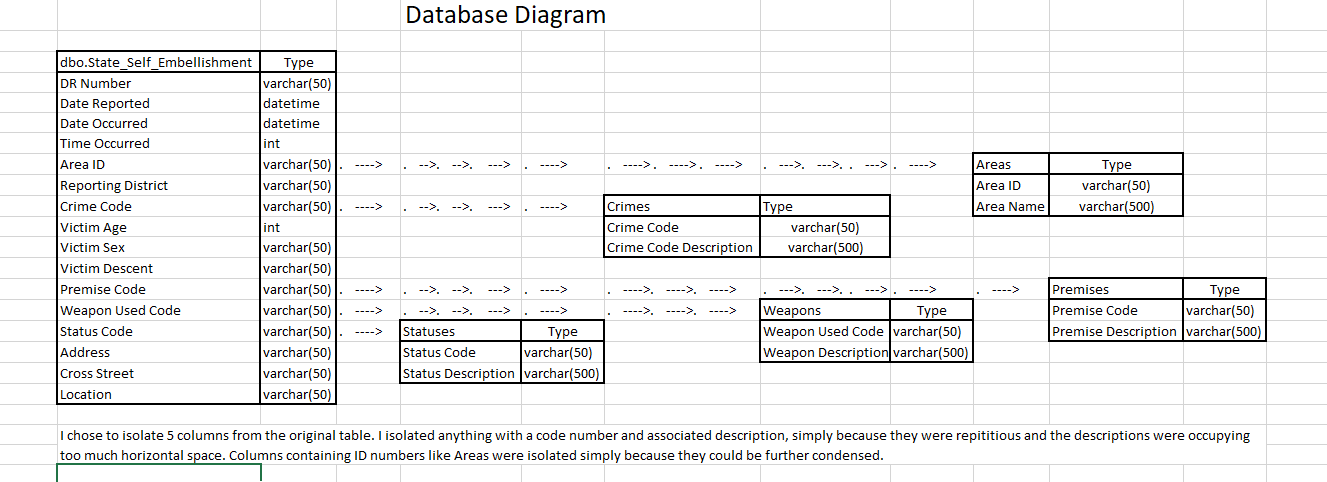 Database Diagram
dbo.State_Self_Embellishment Type
DR Number varchar(50)
Date Reported datetime
Date Occurred datetime
Time Occurred int
Area ID varchar(50) . ----> . -->. -->. ---> . ----> . ---->. ---->. ----> . --->. --->. . --->. ----> Areas Type
Reporting District varchar(50) Area ID varchar(50)
Crime Code varchar(50) . ----> . -->. -->. ---> . ----> Crimes Type Area Name varchar(500)
Victim Age int Crime Code varchar(50)
Victim Sex varchar(50) Crime Code Description varchar(500)
Victim Descent varchar(50)
Premise Code varchar(50) . ----> . -->. -->. ---> . ----> . ---->. ---->. ----> . --->. --->. . --->. ----> . ----> Premises Type
Weapon Used Code varchar(50) . ----> . -->. -->. ---> . ----> . ---->. ---->. ----> Weapons Type Premise Code varchar(50)
Status Code varchar(50) . ----> Statuses Type Weapon Used Code varchar(50) Premise Description varchar(500)
Address varchar(50) Status Code varchar(50) Weapon Description varchar(500)
Cross Street varchar(50) Status Description varchar(500)
Location varchar(50)
I chose to isolate 5 columns from the original table. I isolated anything with a code number and associated description, simply because they were repititious and the descriptions were occupying
too much horizontal space. Columns containing ID numbers like Areas were isolated simply because they could be further condensed.